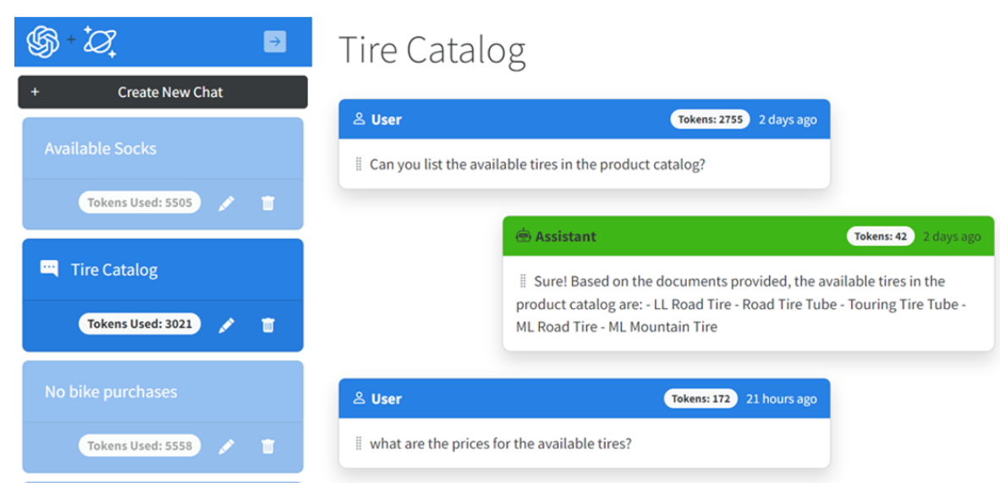 +
Tire Catalog
+ Create New Chat
User Tokens: 2755 2 days ago
Can you list the available tires in the product catalog?
Available Socks
Tokens Used: 5505
Assistant Tokens: 42 2 days ago
Sure! Based on the documents provided, the available tires in the
product catalog are: - LL Road Tire - Road Tire Tube - Touring Tire Tube -
ML Road Tire - ML Mountain Tire
Tire Catalog
Tokens Used: 3021
No bike purchases
Tokens Used: 5558
User Tokens: 172 21 hours ago
what are the prices for the available tires?